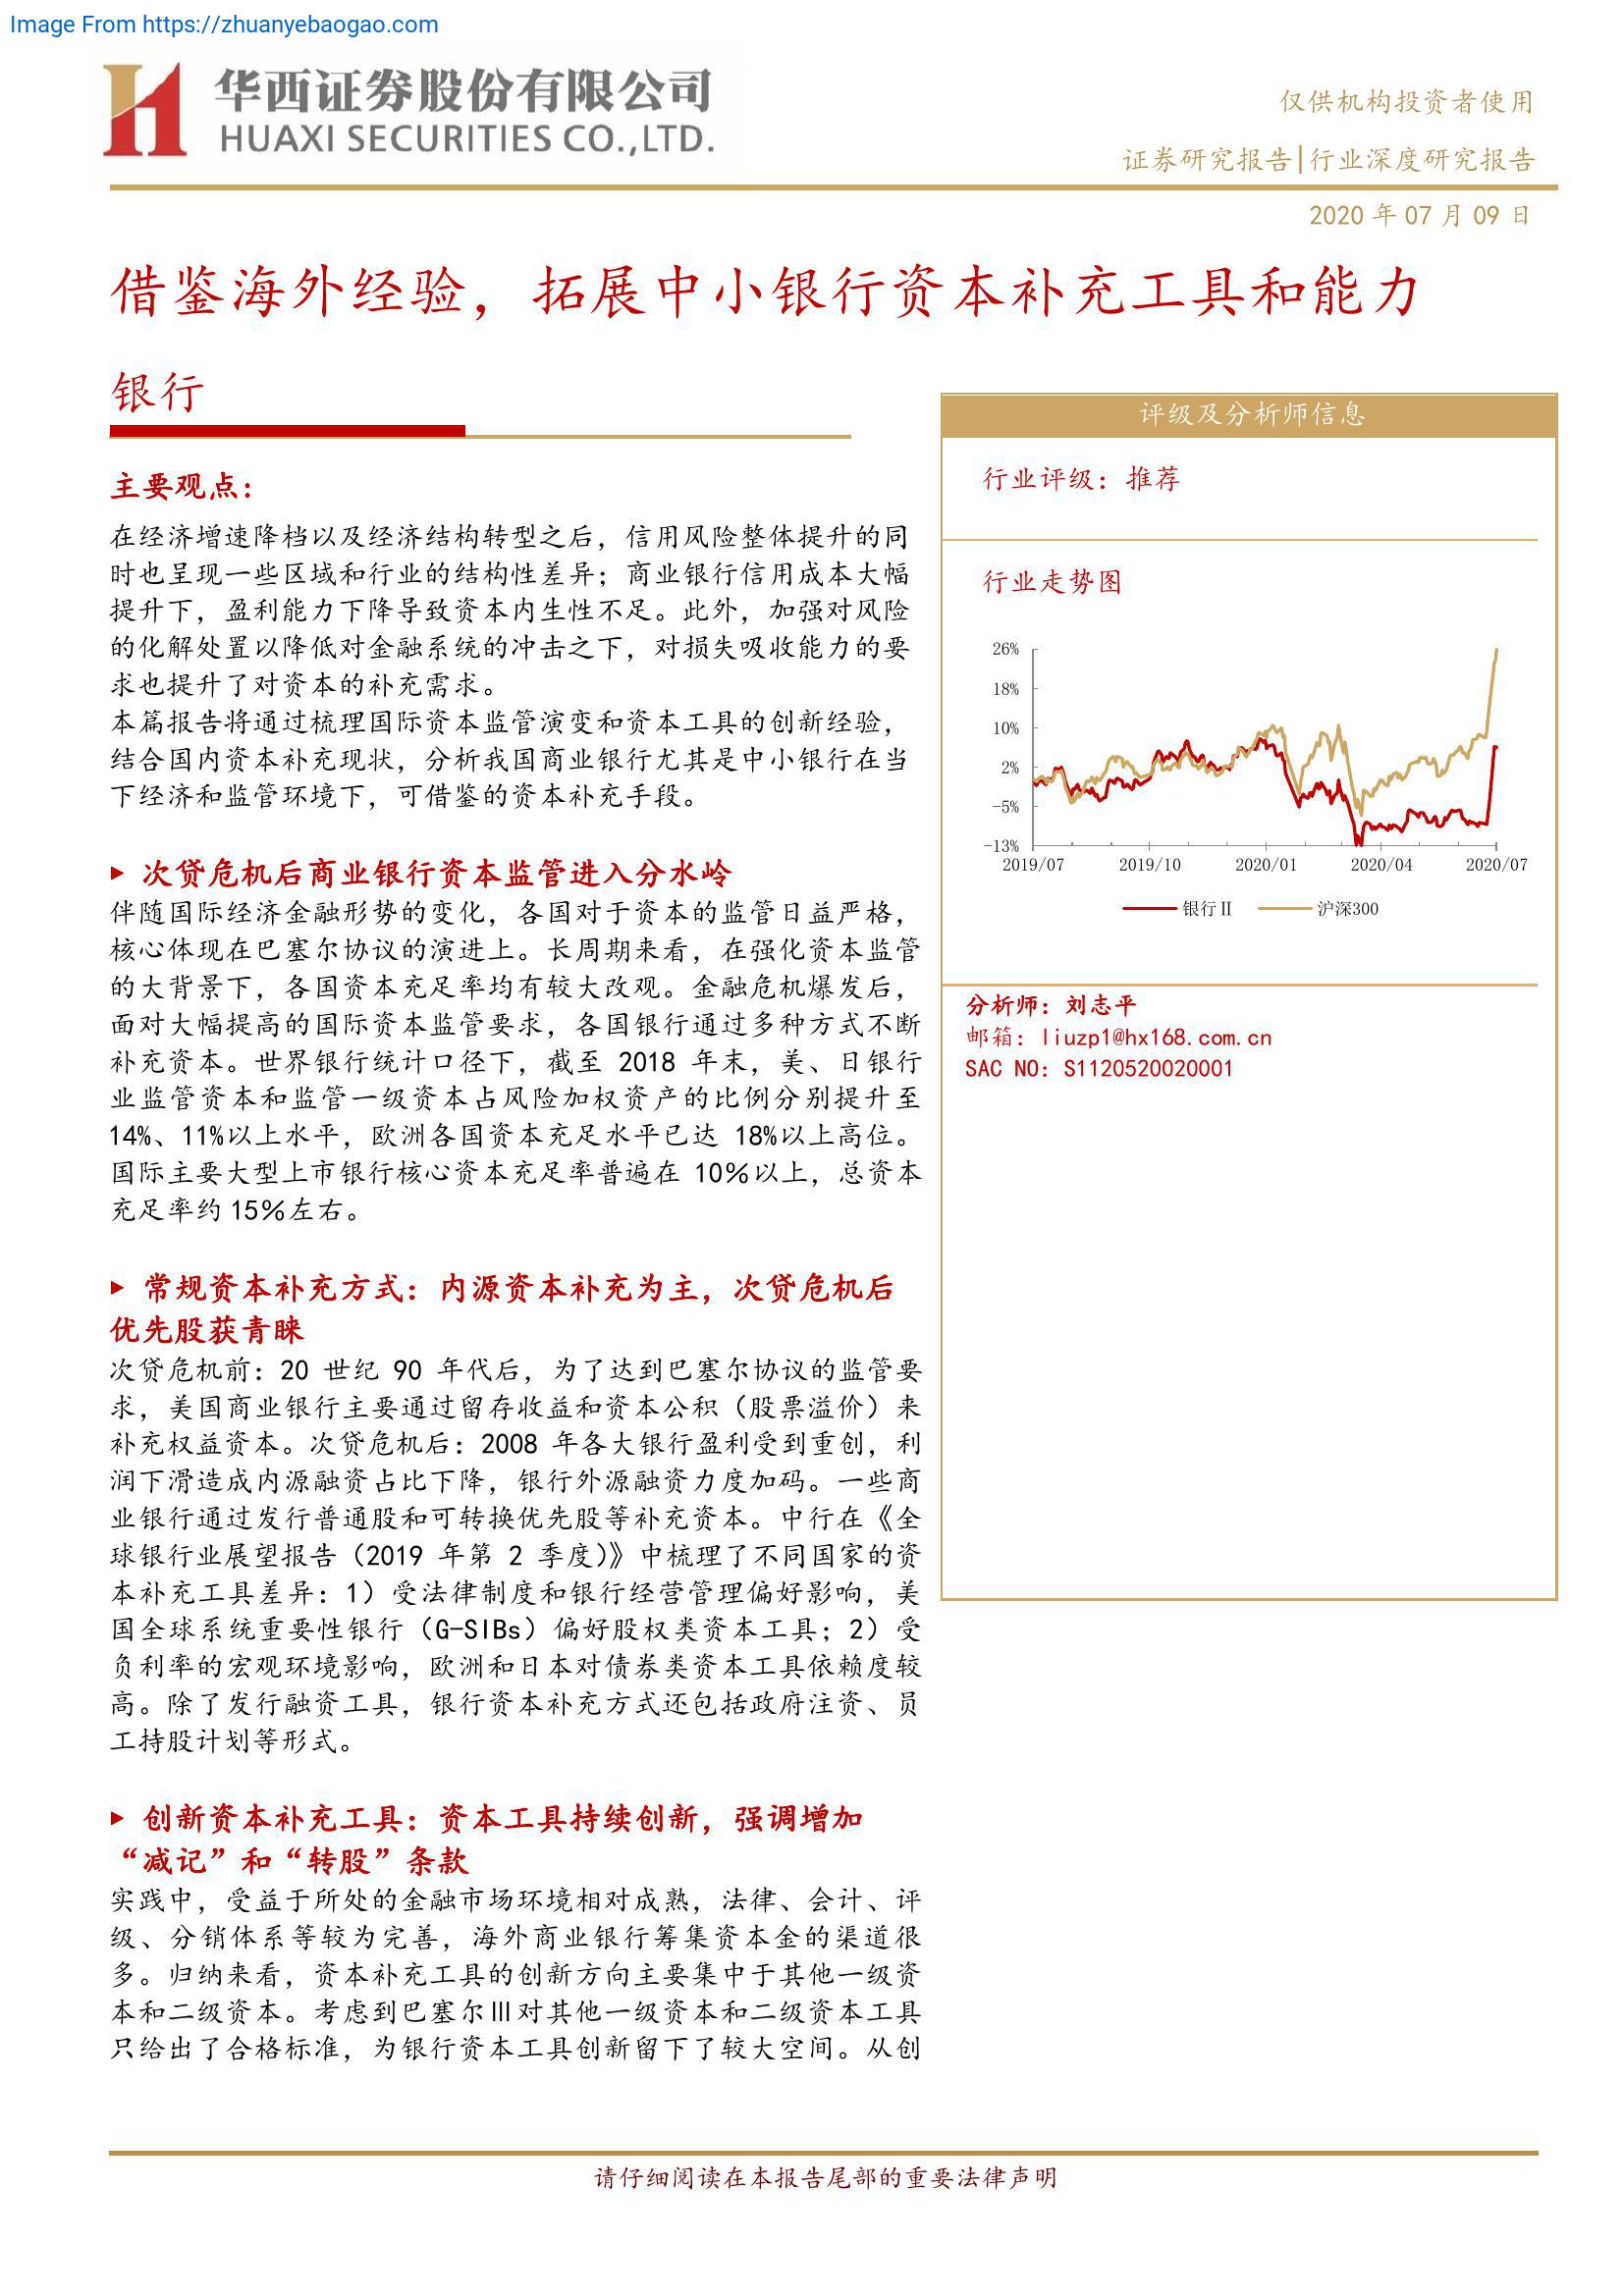 Image From https://zhuanyebaogao.com
华西证券股份有限公司
HUAXI SECURITIES CO.,LTD.
仅供机构投资者使用
证券研究报告|行业深度研究报告
2020 年 07 月 09 日
借鉴海外经验，拓展中小银行资本补充工具和能力
银行
主要观点：
在经济增速降档以及经济结构转型之后，信用风险整体提升的同
时也呈现一些区域和行业的结构性差异；商业银行信用成本大幅
提升下，盈利能力下降导致资本内生性不足。此外，加强对风险
的化解处置以降低对金融系统的冲击之下，对损失吸收能力的要
求也提升了对资本的补充需求。
本篇报告将通过梳理国际资本监管演变和资本工具的创新经验，
结合国内资本补充现状，分析我国商业银行尤其是中小银行在当
下经济和监管环境下，可借鉴的资本补充手段。
▶ 次贷危机后商业银行资本监管进入分水岭
伴随国际经济金融形势的变化，各国对于资本的监管日益严格，
核心体现在巴塞尔协议的演进上。长周期来看，在强化资本监管
的大背景下，各国资本充足率均有较大改观。金融危机爆发后，
面对大幅提高的国际资本监管要求，各国银行通过多种方式不断
补充资本。世界银行统计口径下，截至 2018 年末，美、日银行
业监管资本和监管一级资本占风险加权资产的比例分别提升至
14%、11%以上水平，欧洲各国资本充足水平已达 18%以上高位。
国际主要大型上市银行核心资本充足率普遍在 10%以上，总资本
充足率约 15%左右。
▶ 常规资本补充方式：内源资本补充为主，次贷危机后
优先股获青睐
次贷危机前：20 世纪 90 年代后，为了达到巴塞尔协议的监管要
求，美国商业银行主要通过留存收益和资本公积（股票溢价）来
补充权益资本。次贷危机后：2008 年各大银行盈利受到重创，利
润下滑造成内源融资占比下降，银行外源融资力度加码。一些商
业银行通过发行普通股和可转换优先股等补充资本。中行在《全
球银行业展望报告（2019 年第 2 季度）》中梳理了不同国家的资
本补充工具差异：1）受法律制度和银行经营管理偏好影响，美
国全球系统重要性银行（G-SIBs）偏好股权类资本工具；2）受
负利率的宏观环境影响，欧洲和日本对债券类资本工具依赖度较
高。除了发行融资工具，银行资本补充方式还包括政府注资、员
工持股计划等形式。
▶ 创新资本补充工具：资本工具持续创新，强调增加
“减记”和“转股”条款
实践中，受益于所处的金融市场环境相对成熟，法律、会计、评
级、分销体系等较为完善，海外商业银行筹集资本金的渠道很
多。归纳来看，资本补充工具的创新方向主要集中于其他一级资
本和二级资本。考虑到巴塞尔Ⅲ对其他一级资本和二级资本工具
只给出了合格标准，为银行资本工具创新留下了较大空间。从创
评级及分析师信息
行业评级：推荐
行业走势图
26%
18%
10%
2%
-5%
-13%
2019/07 2019/10 2020/01 2020/04 2020/07
银行Ⅱ 沪深300
分析师：刘志平
邮箱：liuzp1@hx168.com.cn
SAC NO：S1120520020001
请仔细阅读在本报告尾部的重要法律声明